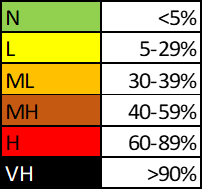 N <5%
L 5-29%
ML 30-39%
MH 40-59%
H 60-89%
VH >90%